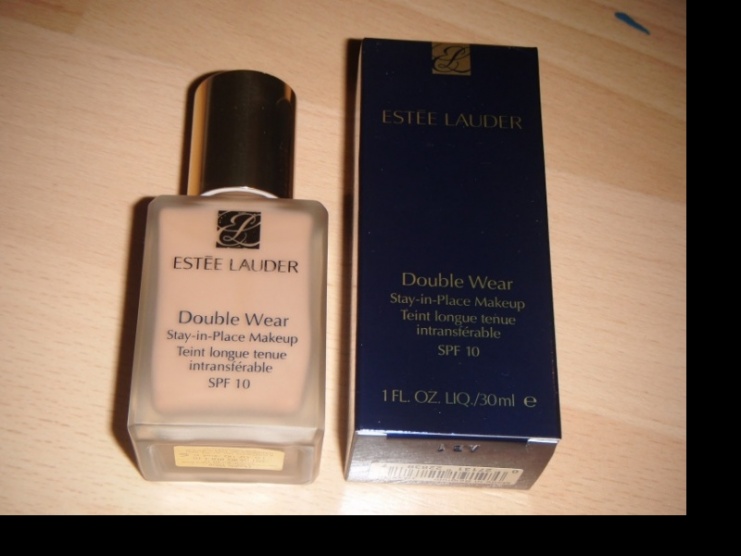 ESTĒE LAUDER
Double Wear
Stay-in-Place Makeup
Teint longue tenue
intransférable
SPF 10
ESTĒE LAUDER
Double Wear
Stay-in-Place Makeup
Teint longue tenue
intransférable
SPF 10
1 FL. OZ. LIQ./30ml e